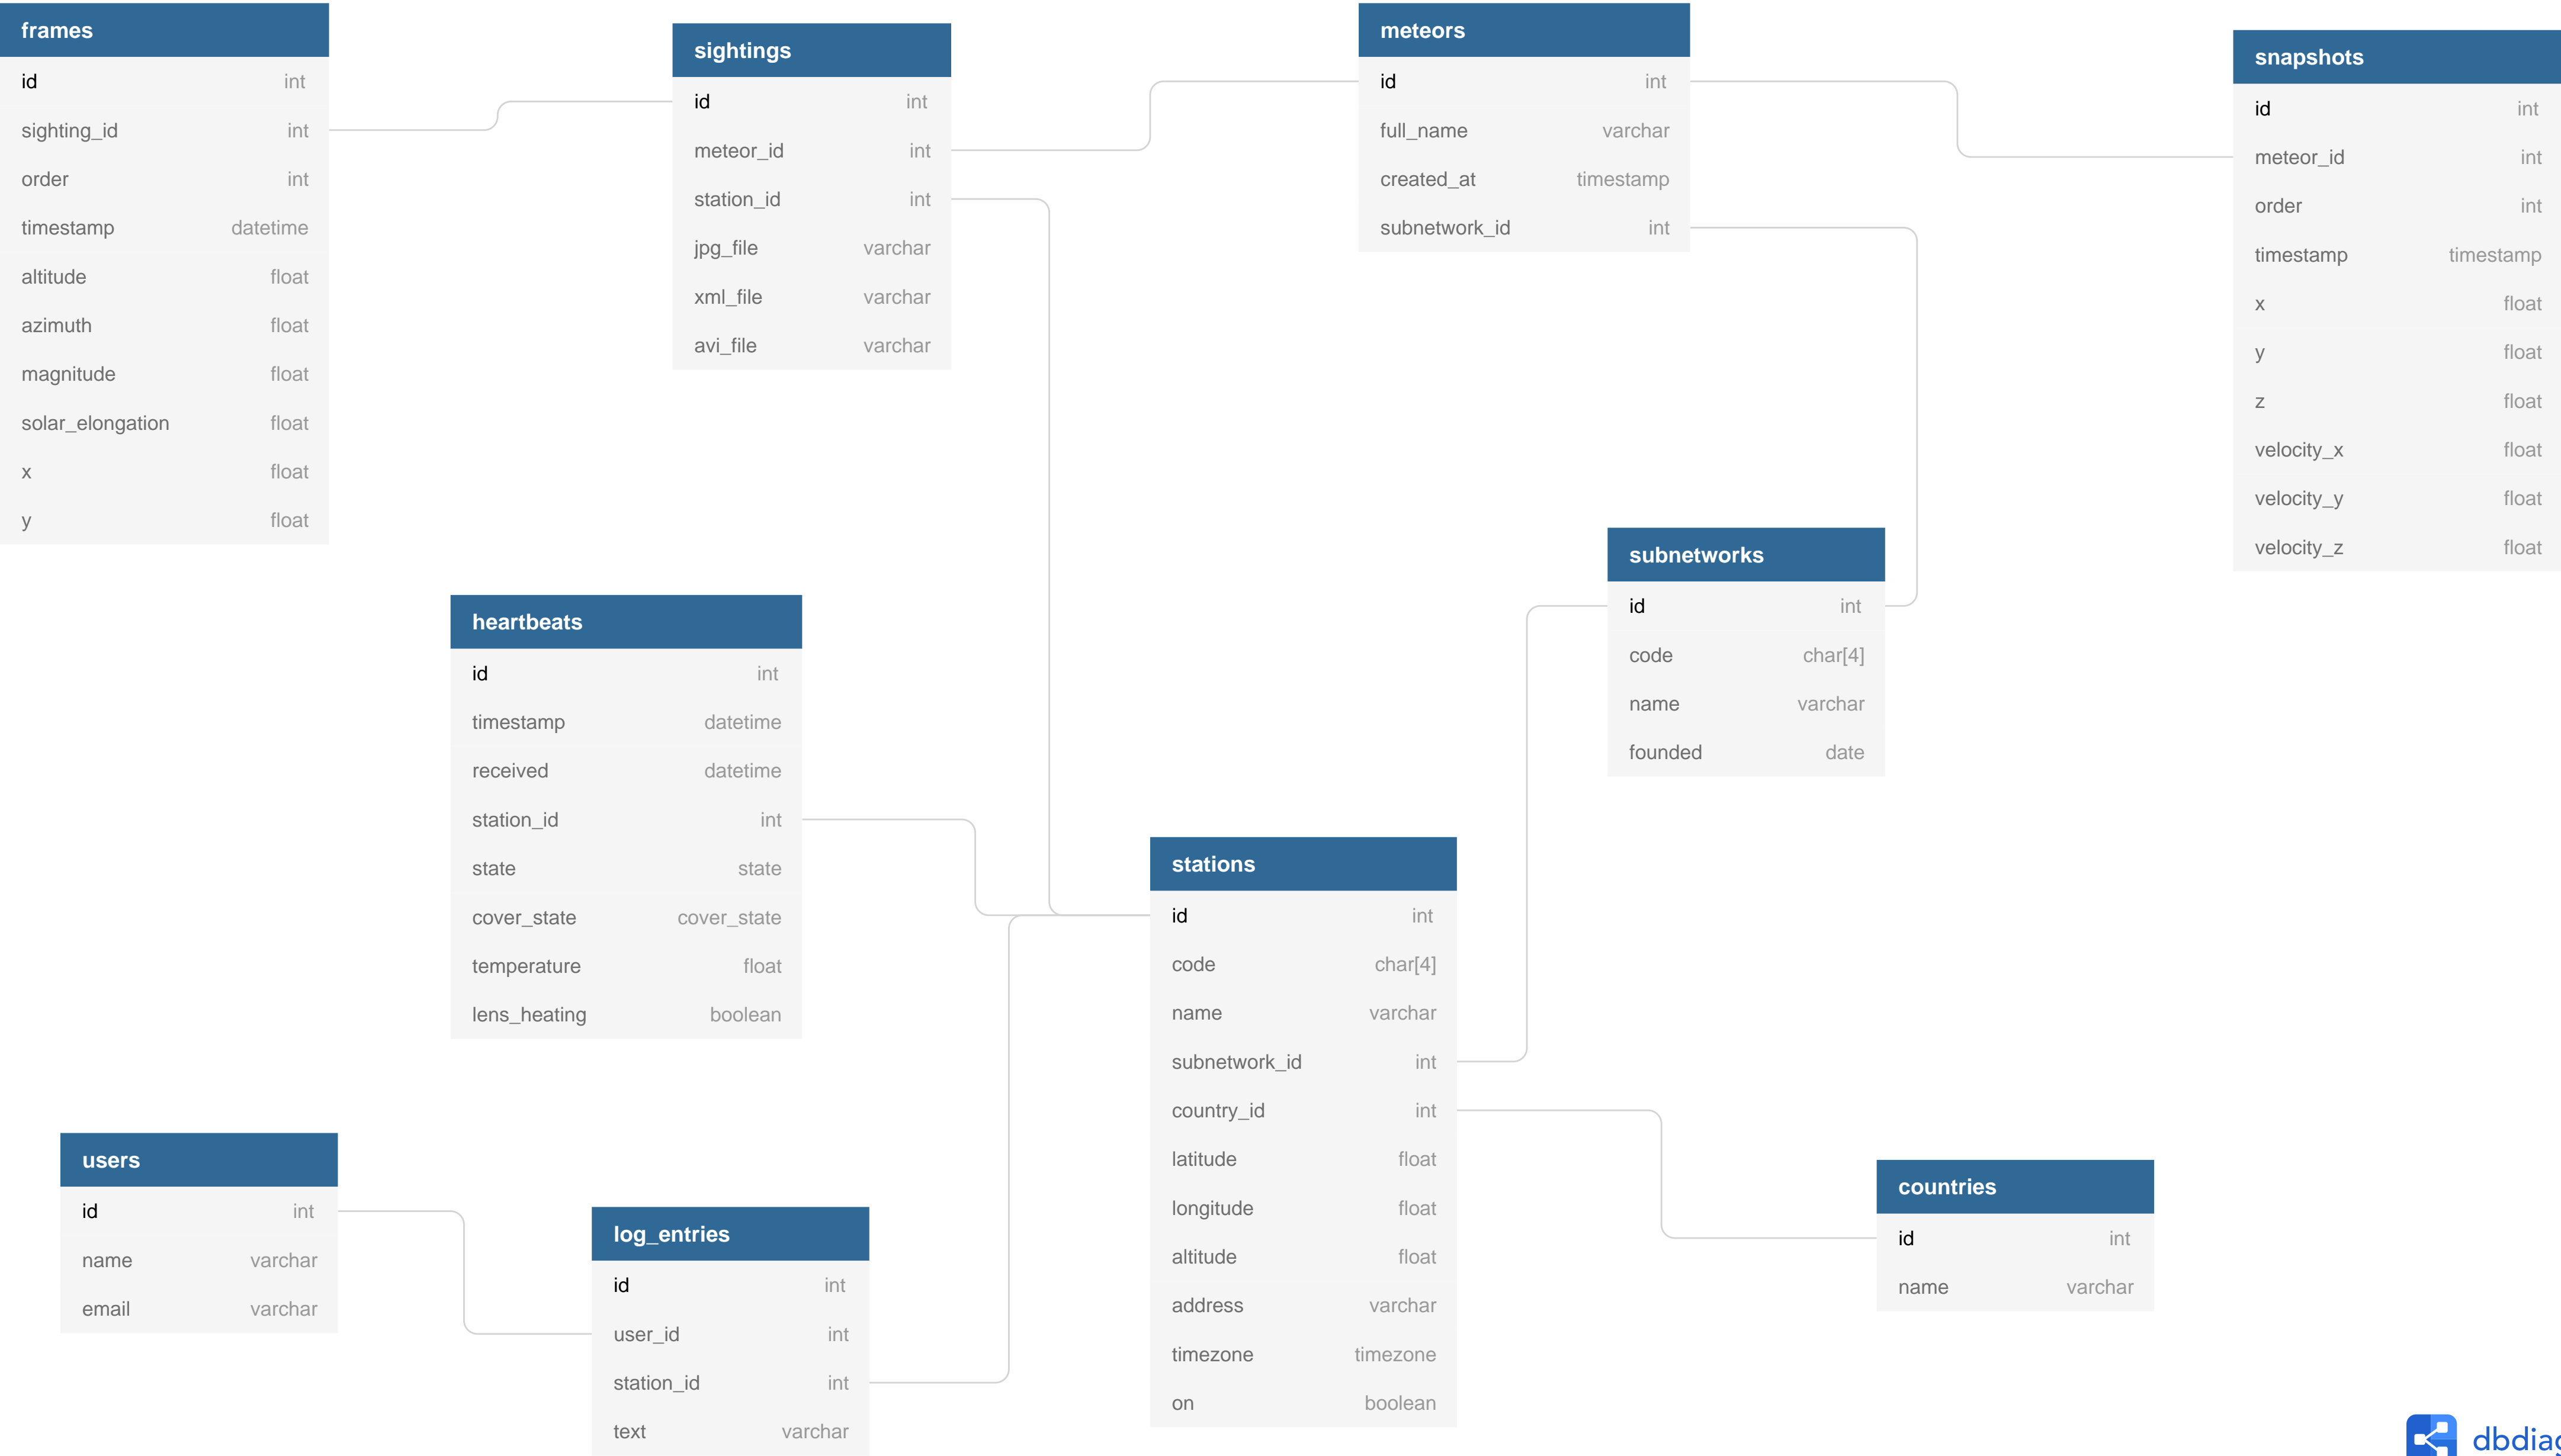 frames
id int
sighting_id int
order int
timestamp datetime
altitude float
azimuth float
magnitude float
solar_elongation float
x float
y float
sightings
id int
meteor_id int
station_id int
jpg_file varchar
xml_file varchar
avi_file varchar
meteors
id int
full_name varchar
created_at timestamp
subnetwork_id int
snapshots
id int
meteor_id int
order int
timestamp timestamp
x float
y float
z float
velocity_x float
velocity_y float
velocity_z float
subnetworks
id int
code char[4]
name varchar
founded date
heartbeats
id int
timestamp datetime
received datetime
station_id int
state state
cover_state cover_state
temperature float
lens_heating boolean
stations
id int
code char[4]
name varchar
subnetwork_id int
country_id int
latitude float
longitude float
altitude float
address varchar
timezone timezone
on boolean
users
id int
name varchar
email varchar
log_entries
id int
user_id int
station_id int
text varchar
countries
id int
name varchar